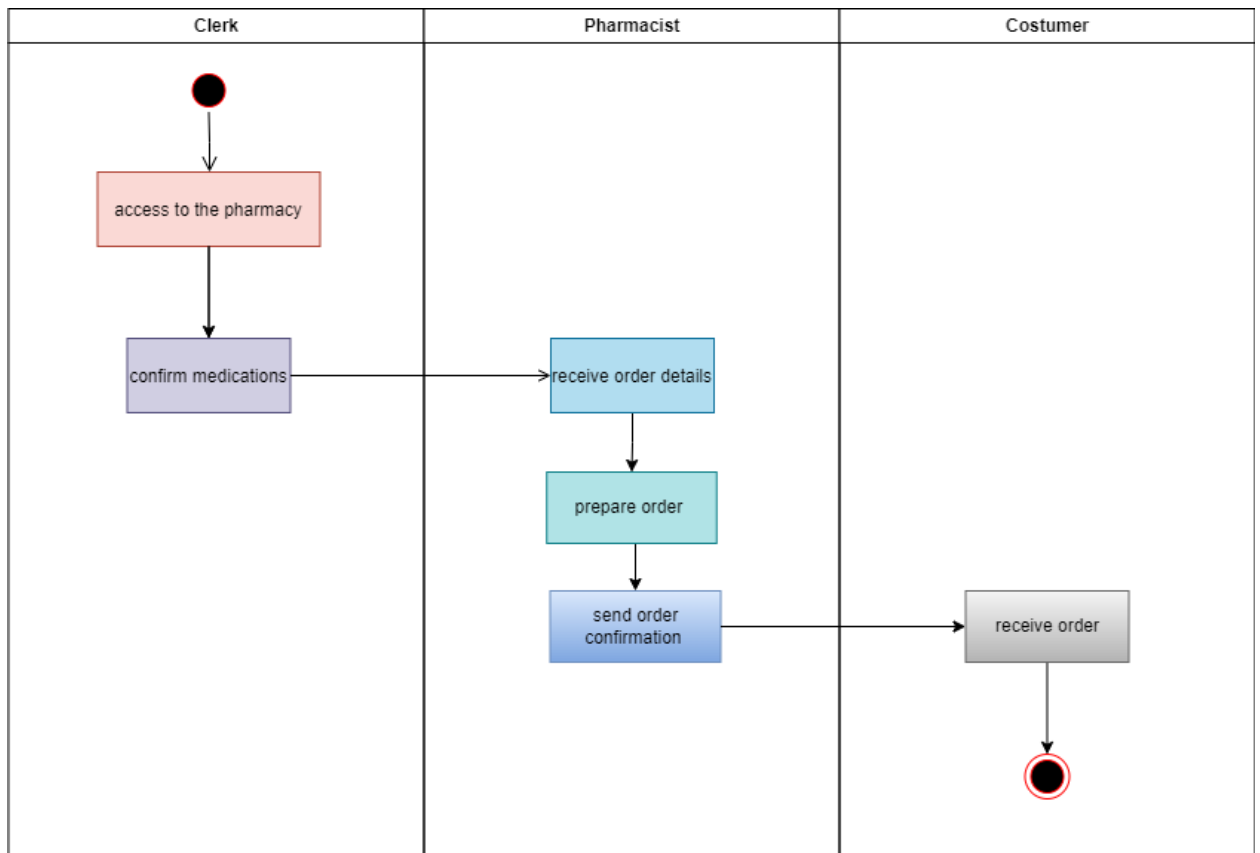 Clerk
Pharmacist
Costumer
access to the pharmacy
confirm medications
receive order details
prepare order
send order
confirmation
receive order